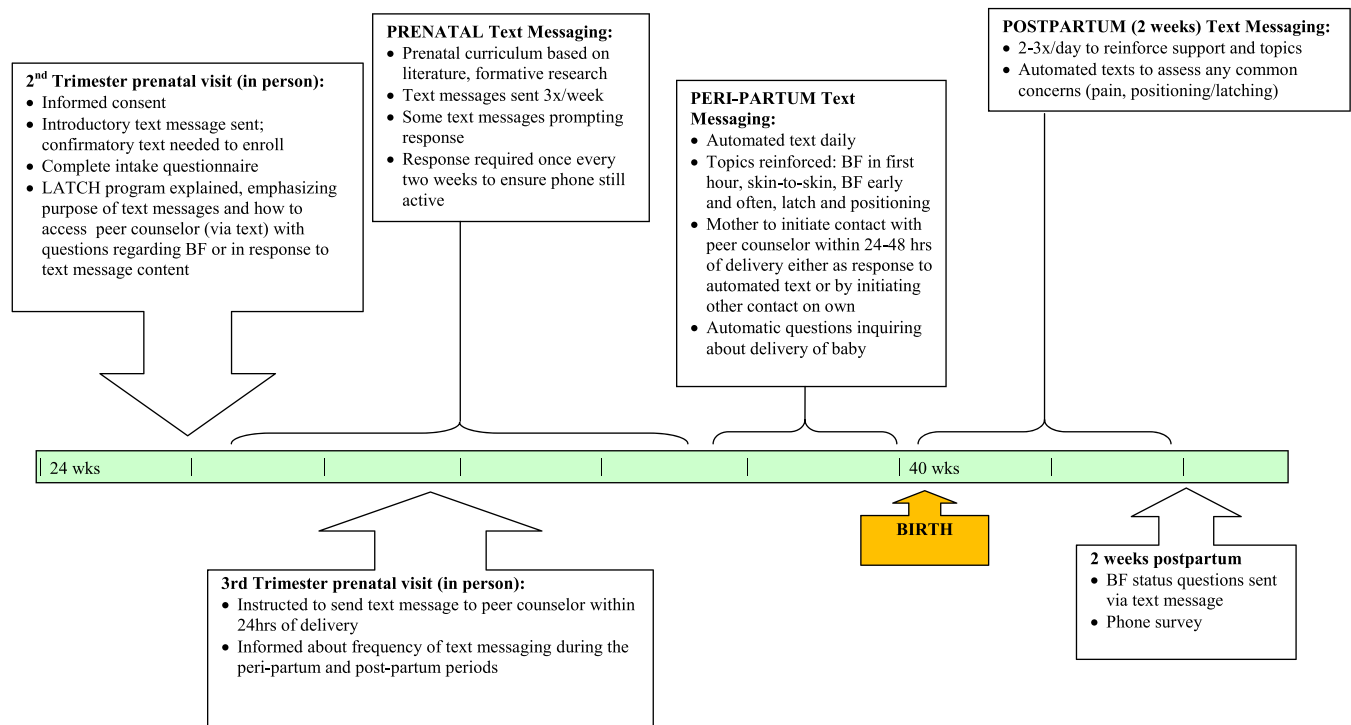 2nd Trimester prenatal visit (in person):
• Informed consent
• Introductory text message sent;
confirmatory text needed to enroll
• Complete intake questionnaire
• LATCH program explained, emphasizing
purpose of text messages and how to
access peer counselor (via text) with
questions regarding BF or in response to
text message content
PRENATAL Text Messaging:
• Prenatal curriculum based on
literature, formative research
• Text messages sent 3x/week
• Some text messages prompting
response
• Response required once every
two weeks to ensure phone still
active
PERI-PARTUM Text
Messaging:
• Automated text daily
• Topics reinforced: BF in first
hour, skin-to-skin, BF early
and often, latch and positioning
• Mother to initiate contact with
peer counselor within 24-48 hrs
of delivery either as response to
automated text or by initiating
other contact on own
• Automatic questions inquiring
about delivery of baby
POSTPARTUM (2 weeks) Text Messaging:
• 2-3x/day to reinforce support and topics
• Automated texts to assess any common
concerns (pain, positioning/latching)
24 wks
40 wks
3rd Trimester prenatal visit (in person):
• Instructed to send text message to peer counselor within
24hrs of delivery
• Informed about frequency of text messaging during the
peri-partum and post-partum periods
BIRTH
2 weeks postpartum
• BF status questions sent
via text message
• Phone survey